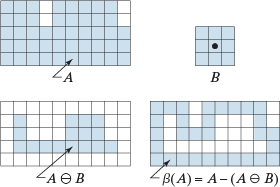 A
B
A ⊖ B
β(A) = A − (A ⊖ B)